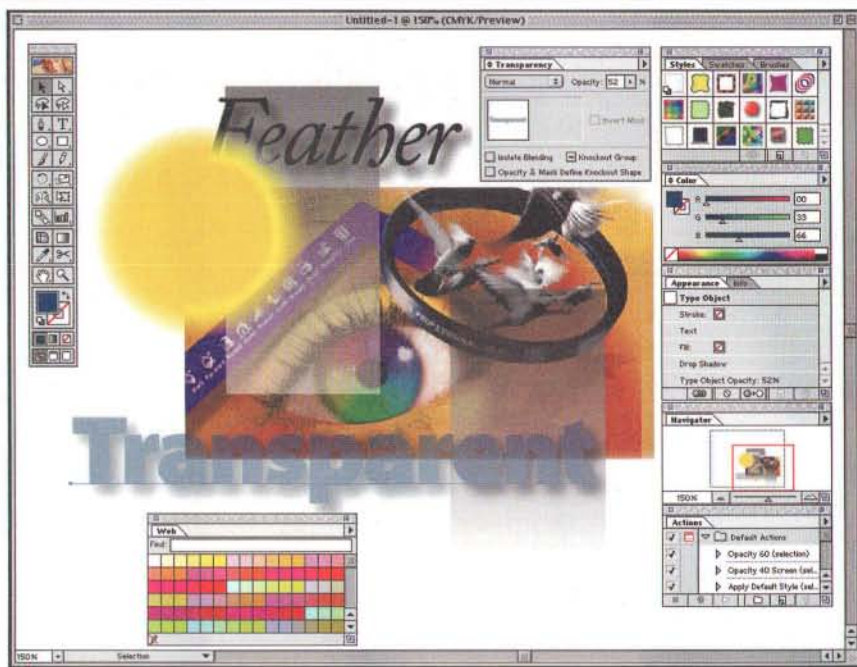 Untitled-1 @ 150% (CMYK/Preview)
Transparency
Normal
Opacity: 52 %
Invert Mask
Isolate Blending
Knockout Group
Opacity & Mask Define Knockout Shape
Styles
Swatches
Brushes
Feather
Color
R 00
G 33
B 66
Appearance
Info
Type Object
Stroke:
Text
Fill:
Drop Shadow
Type Object Opacity: 52%
Transparent
Navigator
150%
Actions
Default Actions
Opacity 60 (selection)
Opacity 40 Screen (sel..
Apply Default Style (sel..
Web
Find:
150%
Selection